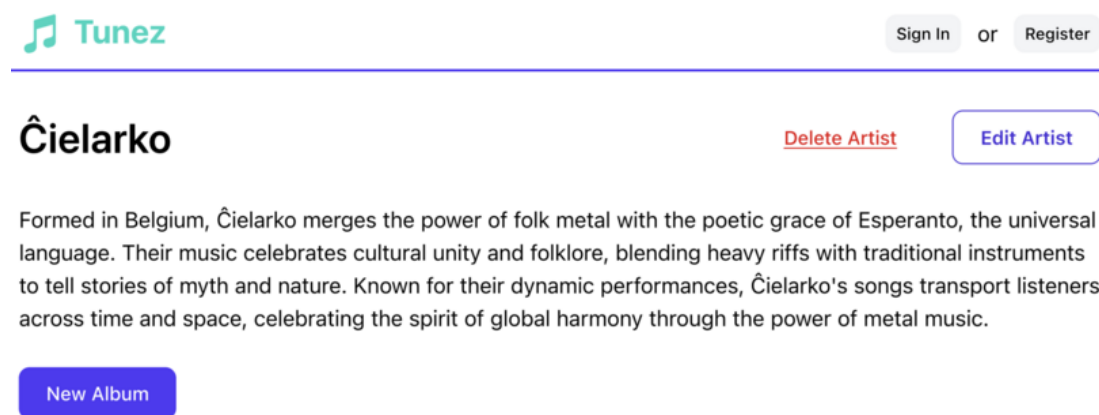 Tunez
Sign In or Register
Ĉielarko
Delete Artist Edit Artist
Formed in Belgium, Ĉielarko merges the power of folk metal with the poetic grace of Esperanto, the universal
language. Their music celebrates cultural unity and folklore, blending heavy riffs with traditional instruments
to tell stories of myth and nature. Known for their dynamic performances, Ĉielarko's songs transport listeners
across time and space, celebrating the spirit of global harmony through the power of metal music.
New Album